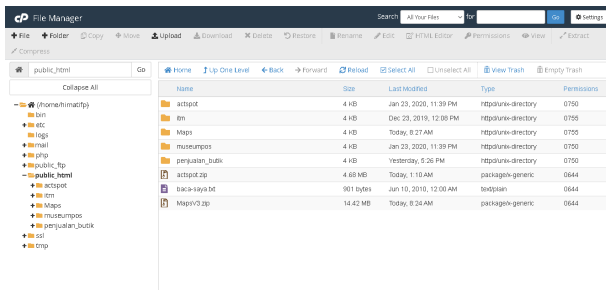 cP File Manager
Search All Your Files for Go Settings
+ File + Folder Copy Move Upload Download Delete Restore Rename Edit HTML Editor Permissions View Extract
Compress
public_html Go Home Up One Level Back Forward Reload Select All Unselect All View Trash Empty Trash
Collapse All
Name Size Last Modified Type Permissions
actspot 4 KB Jan 23, 2020, 11:39 PM httpd/unix-directory 0750
itm 4 KB Dec 23, 2019, 12:08 PM httpd/unix-directory 0755
Maps 4 KB Today, 8:27 AM httpd/unix-directory 0755
museumpos 4 KB Jan 23, 2020, 11:39 PM httpd/unix-directory 0750
penjualan_butik 4 KB Yesterday, 5:26 PM httpd/unix-directory 0750
actspot.zip 4.68 MB Today, 1:10 AM package/x-generic 0644
baca-saya.txt 901 bytes Jun 10, 2010, 12:00 AM text/plain 0644
MapsV3.zip 14.42 MB Today, 8:24 AM package/x-generic 0644
(/home/himatifp)
bin
etc
logs
mail
php
public_ftp
public_html
actspot
itm
Maps
museumpos
penjualan_butik
ssl
tmp